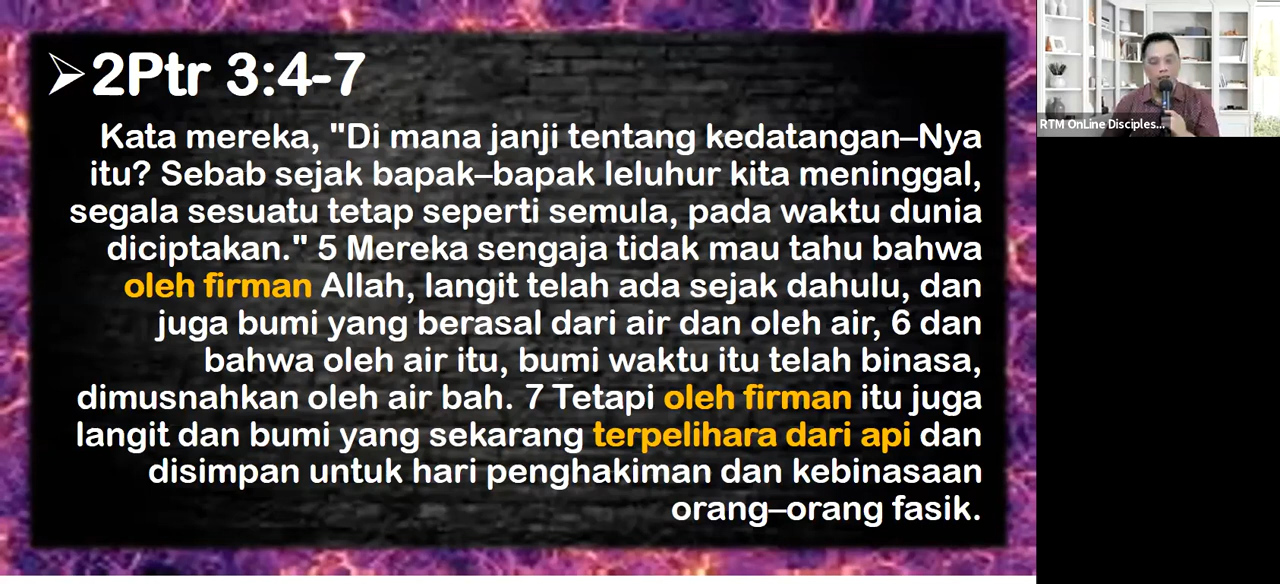 ➢2Ptr 3:4-7
Kata mereka, "Di mana janji tentang kedatangan–Nya
itu? Sebab sejak bapak–bapak leluhur kita meninggal,
segala sesuatu tetap seperti semula, pada waktu dunia
diciptakan." 5 Mereka sengaja tidak mau tahu bahwa
oleh firman Allah, langit telah ada sejak dahulu, dan
juga bumi yang berasal dari air dan oleh air, 6 dan
bahwa oleh air itu, bumi waktu itu telah binasa,
dimusnahkan oleh air bah. 7 Tetapi oleh firman itu juga
langit dan bumi yang sekarang terpelihara dari api dan
disimpan untuk hari penghakiman dan kebinasaan
orang–orang fasik.
RTM OnLine Disciples...